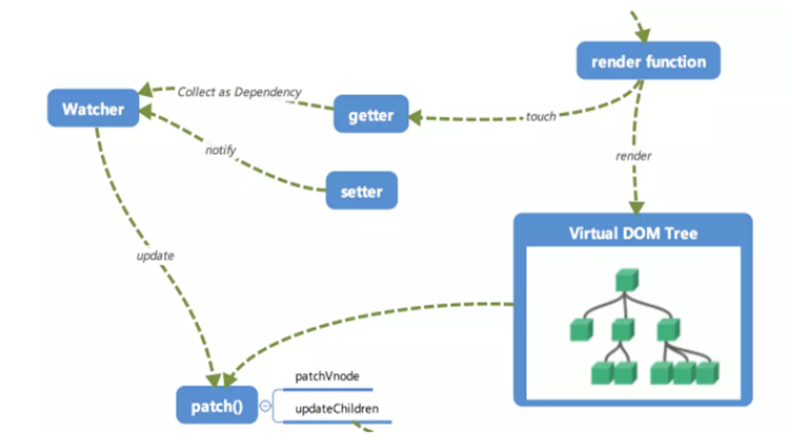 render function
Collect as Dependency
Watcher
getter
touch
notify
render
setter
Virtual DOM Tree
update
patchVnode
patch()
updateChildren